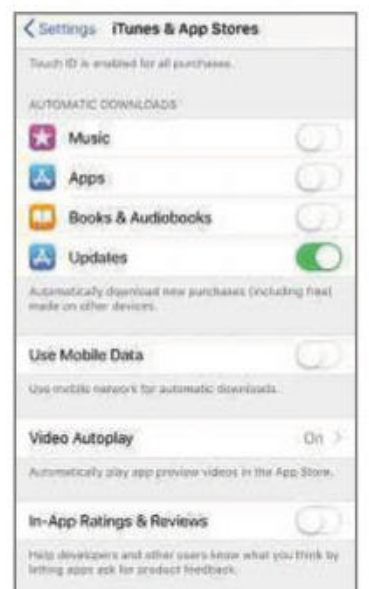 Settings iTunes & App Stores
Touch ID is enabled for all purchases.
AUTOMATIC DOWNLOADS
Music
Apps
Books & Audiobooks
Updates
Automatically download new purchases (including free)
made on other devices.
Use Mobile Data
Use mobile network for automatic downloads.
Video Autoplay On
Automatically play app preview videos in the App Store.
In-App Ratings & Reviews
Help developers and other users know what you think by
letting apps ask for product feedback.